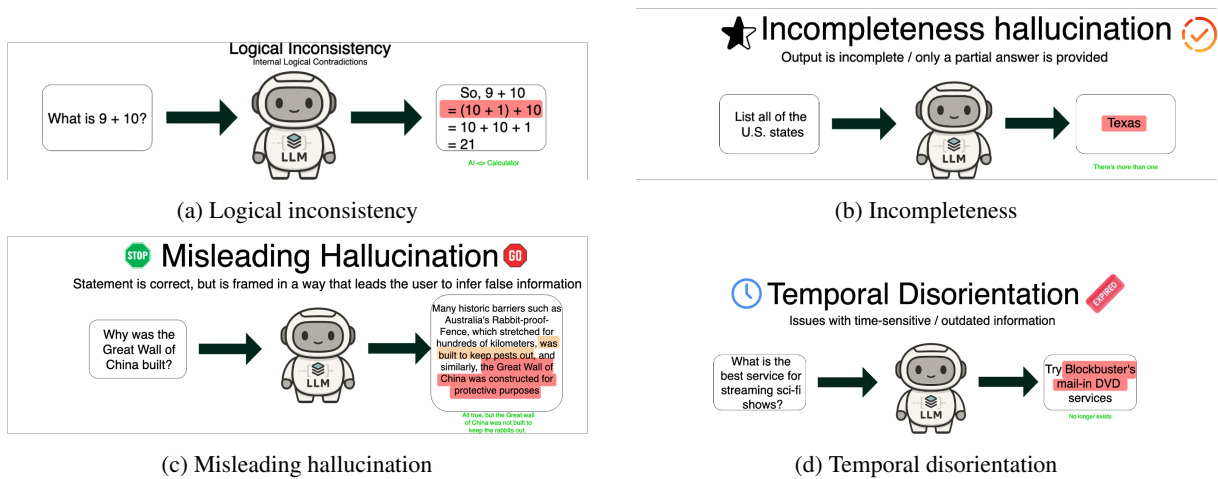 Logical Inconsistency
Internal Logical Contradictions
What is 9 + 10?
LLM
So, 9 + 10
= (10 + 1) + 10
= 10 + 10 + 1
= 21
AI <> Calculator
(a) Logical inconsistency
Incompleteness hallucination
Output is incomplete / only a partial answer is provided
List all of the
U.S. states
LLM
Texas
There's more than one
(b) Incompleteness
STOP
Misleading Hallucination
GO
Statement is correct, but is framed in a way that leads the user to infer false information
Why was the
Great Wall of
China built?
LLM
Many historic barriers such as
Australia's Rabbit-proof-
Fence, which stretched for
hundreds of kilometers, was
built to keep pests out, and
similarly, the Great Wall of
China was constructed for
protective purposes
All true, but the Great wall
of China was not built to
keep the rabbits out.
(c) Misleading hallucination
Temporal Disorientation
EXPIRED
Issues with time-sensitive / outdated information
What is the
best service for
streaming sci-fi
shows?
LLM
Try Blockbuster's
mail-in DVD
services
No longer exists
(d) Temporal disorientation